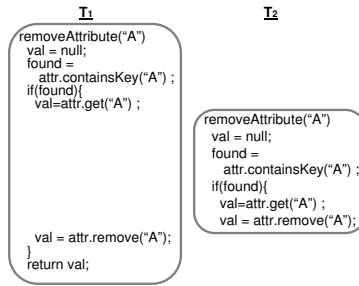 T1
removeAttribute(“A”)
val = null;
found =
attr.containsKey(“A”) ;
if(found){
val=attr.get(“A”) ;
val = attr.remove(“A”);
}
return val;
T2
removeAttribute(“A”)
val = null;
found =
attr.containsKey(“A”) ;
if(found){
val=attr.get(“A”) ;
val = attr.remove(“A”);